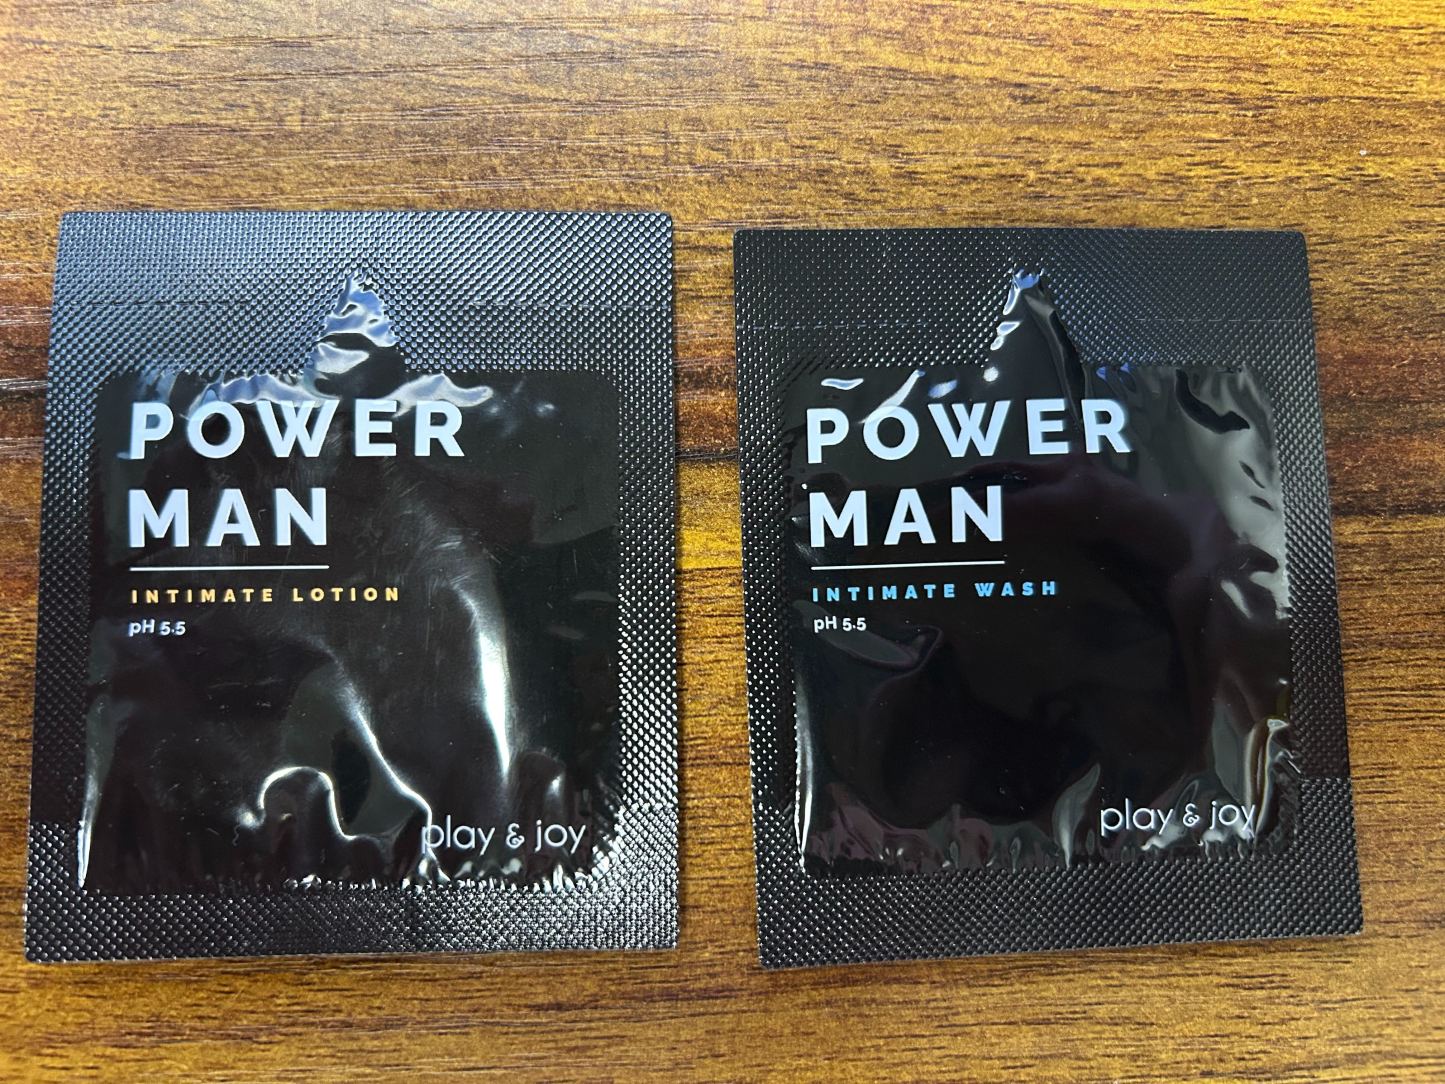 POWER
MAN
INTIMATE LOTION
pH 5.5
play & joy
POWER
MAN
INTIMATE WASH
pH 5.5
play & joy